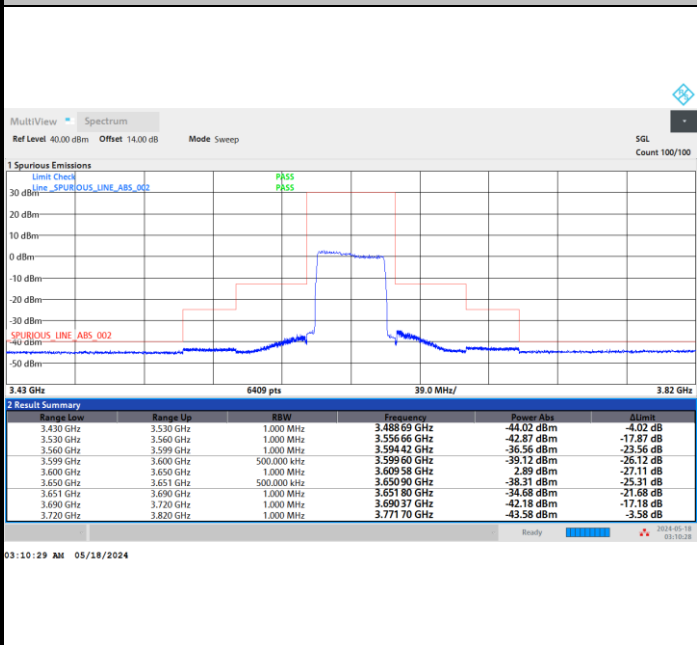 MultiView Spectrum
Ref Level 40.00 dBm Offset 14.00 dB Mode Sweep SGL
Count 100/100
1 Spurious Emissions
Limit Check PASS
Line _SPURIOUS_LINE_ABS_002 PASS
30 dBm
20 dBm
10 dBm
0 dBm
-10 dBm
-20 dBm
-30 dBm
SPURIOUS_LINE_ABS_002
-40 dBm
-50 dBm
3.43 GHz 6409 pts 39.0 MHz/ 3.82 GHz
2 Result Summary
Range Low Range Up RBW Frequency Power Abs ΔLimit
3.430 GHz 3.530 GHz 1.000 MHz 3.488 69 GHz -44.02 dBm -4.02 dB
3.530 GHz 3.560 GHz 1.000 MHz 3.556 66 GHz -42.87 dBm -17.87 dB
3.560 GHz 3.599 GHz 1.000 MHz 3.594 42 GHz -36.56 dBm -23.56 dB
3.599 GHz 3.600 GHz 500.000 kHz 3.599 60 GHz -39.12 dBm -26.12 dB
3.600 GHz 3.650 GHz 1.000 MHz 3.609 58 GHz 2.89 dBm -27.11 dB
3.650 GHz 3.651 GHz 500.000 kHz 3.650 90 GHz -38.31 dBm -25.31 dB
3.651 GHz 3.690 GHz 1.000 MHz 3.651 80 GHz -34.68 dBm -21.68 dB
3.690 GHz 3.720 GHz 1.000 MHz 3.690 37 GHz -42.18 dBm -17.18 dB
3.720 GHz 3.820 GHz 1.000 MHz 3.771 70 GHz -43.58 dBm -3.58 dB
Ready 2024-05-18
03:10:28
03:10:29 AM 05/18/2024